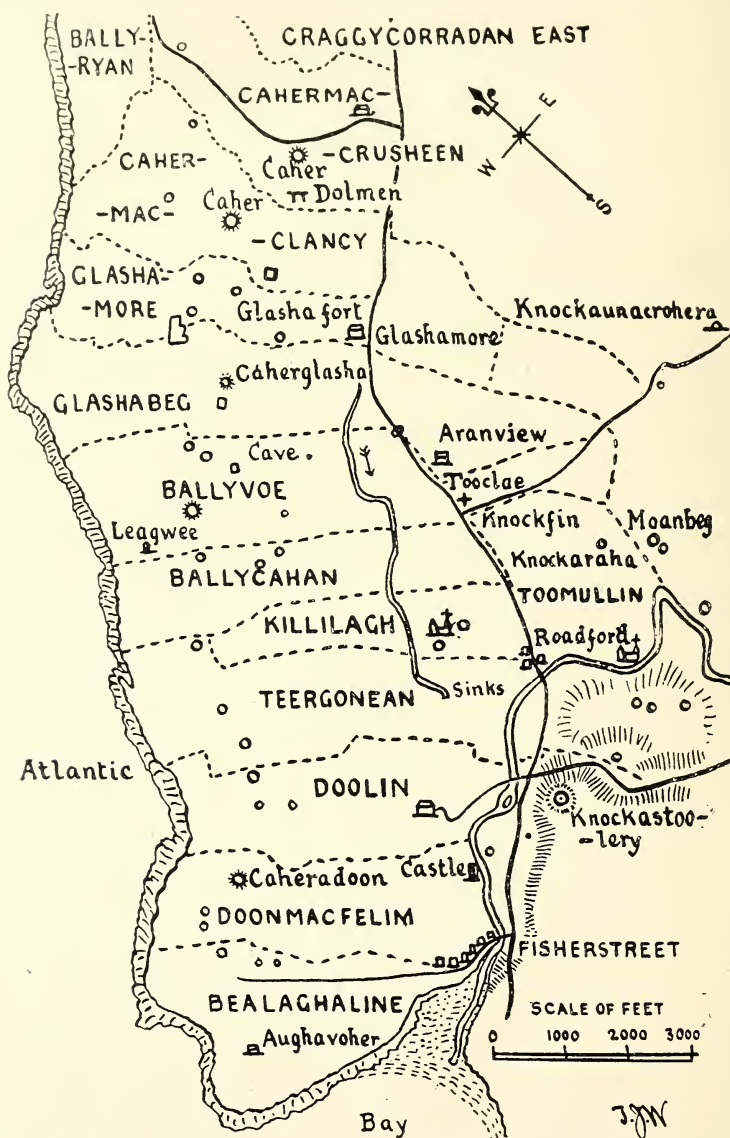 BALLY-
-RYAN
CRAGGYCORRADAN EAST
CAHERMAC-
-CRUSHEEN
Caher
Dolmen
CAHER-
-MAC-
-CLANCY
Caher
E
W
S
GLASHA-
-MORE
Glasha fort
Glashamore
Knockaunacrohera
Caherglasha
GLASHABEG
Aranview
Cave
Tooclae
BALLYVOE
Leagwee
Knockfin
Moanbeg
Knockaraha
BALLYCAHAN
TOOMULLIN
KILLILAGH
Roadford
TEERGONEAN
Sinks
Atlantic
DOOLIN
Knockastoo-
-lery
Castle
Caheradoon
DOONMACFELIM
FISHERSTREET
BEALAGHALINE
SCALE OF FEET
0 1000 2000 3000
Aughavoher
Bay
T.J.W